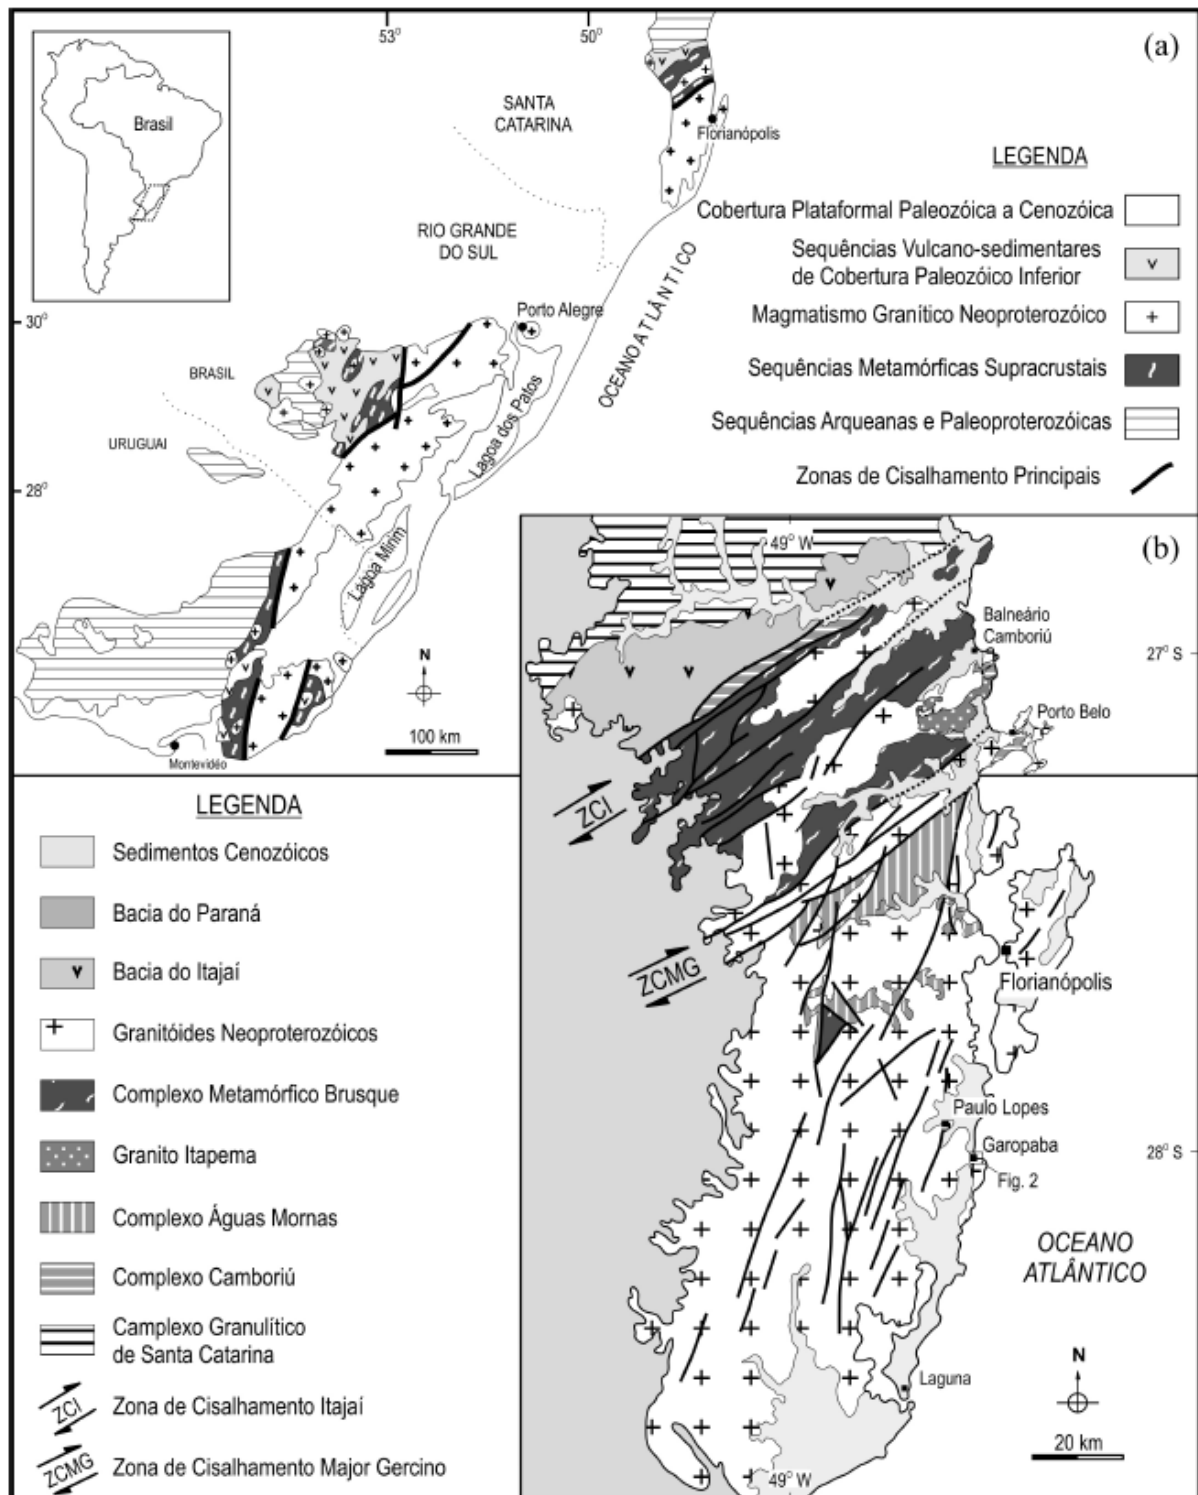 53°
50°
(a)
Brasil
SANTA
CATARINA
Florianópolis
LEGENDA
Cobertura Plataformal Paleozóica a Cenozóica
RIO GRANDE
DO SUL
Sequências Vulcano-sedimentares
de Cobertura Paleozóico Inferior
v
OCEANO ATLÂNTICO
30°
Porto Alegre
Magmatismo Granítico Neoproterozóico
+
BRASIL
Sequências Metamórficas Supracrustais
Lagoa dos Patos
URUGUAI
Sequências Arqueanas e Paleoproterozóicas
28°
Zonas de Cisalhamento Principais
Lagoa Mirim
N
100 km
Montevidéo
49° W
(b)
Balneário
Camboriú
27° S
Porto Belo
ZCI
ZCMG
Florianópolis
Paulo Lopes
Garopaba
28° S
Fig. 2
OCEANO
ATLÂNTICO
N
Laguna
20 km
49° W
LEGENDA
Sedimentos Cenozóicos
Bacia do Paraná
v
Bacia do Itajaí
+
Granitóides Neoproterozóicos
Complexo Metamórfico Brusque
Granito Itapema
Complexo Águas Mornas
Complexo Camboriú
Camplexo Granulítico
de Santa Catarina
ZCI
Zona de Cisalhamento Itajaí
ZCMG
Zona de Cisalhamento Major Gercino